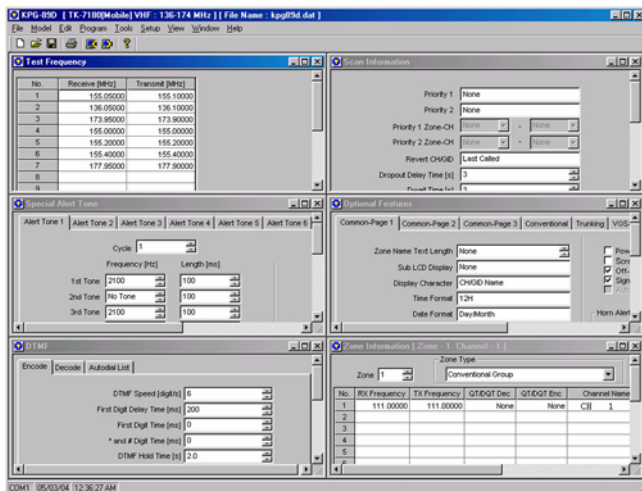 KPG-89D [ TK-7180(Mobile) VHF : 136-174 MHz ] [ File Name : kpg89d.dat ]
File Model Edit Program Tools Setup View Window Help
Test Frequency
No. Receive [MHz] Transmit [MHz]
1 155.05000 155.10000
2 136.05000 136.10000
3 173.95000 173.90000
4 155.00000 155.00000
5 155.20000 155.20000
6 155.40000 155.40000
7 177.95000 177.90000
8
9
Scan Information
Priority 1 None
Priority 2 None
Priority 1 Zone-CH None - None
Priority 2 Zone-CH None - None
Revert CH/GID Last Called
Dropout Delay Time [s] 3
Dwell Time [s] 3
Special Alert Tone
Alert Tone 1 Alert Tone 2 Alert Tone 3 Alert Tone 4 Alert Tone 5 Alert Tone 6
Cycle 1
Frequency [Hz] Length [ms]
1st Tone 2100 100
2nd Tone No Tone 100
3rd Tone 2100 100
Optional Features
Common-Page 1 Common-Page 2 Common-Page 3 Conventional Trunking VGS-
Zone Name Text Length None
Sub LCD Display None
Display Character CH/GID Name
Time Format 12H
Date Format Day/Month
Pow
Scra
Off-
Sign
Horn Alert
DTMF
Encode Decode Autodial List
DTMF Speed [digit/s] 6
First Digit Delay Time [ms] 200
First Digit Time [ms] 0
* and # Digit Time [ms] 0
DTMF Hold Time [s] 2.0
Zone Information [ Zone - 1 Channel - 1 ]
Zone Type
Zone 1 Conventional Group
No. RX Frequency TX Frequency QT/DQT Dec QT/DQT Enc Channel Name
1 111.00000 111.00000 None None CH 1
2
3
4
5
COM1 05/03/04 12:36:27 AM